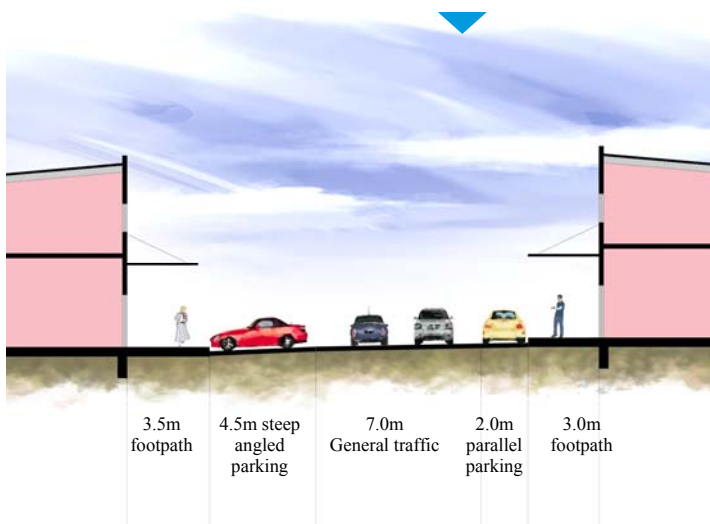 3.5m
footpath
4.5m steep
angled
parking
7.0m
General traffic
2.0m
parallel
parking
3.0m
footpath